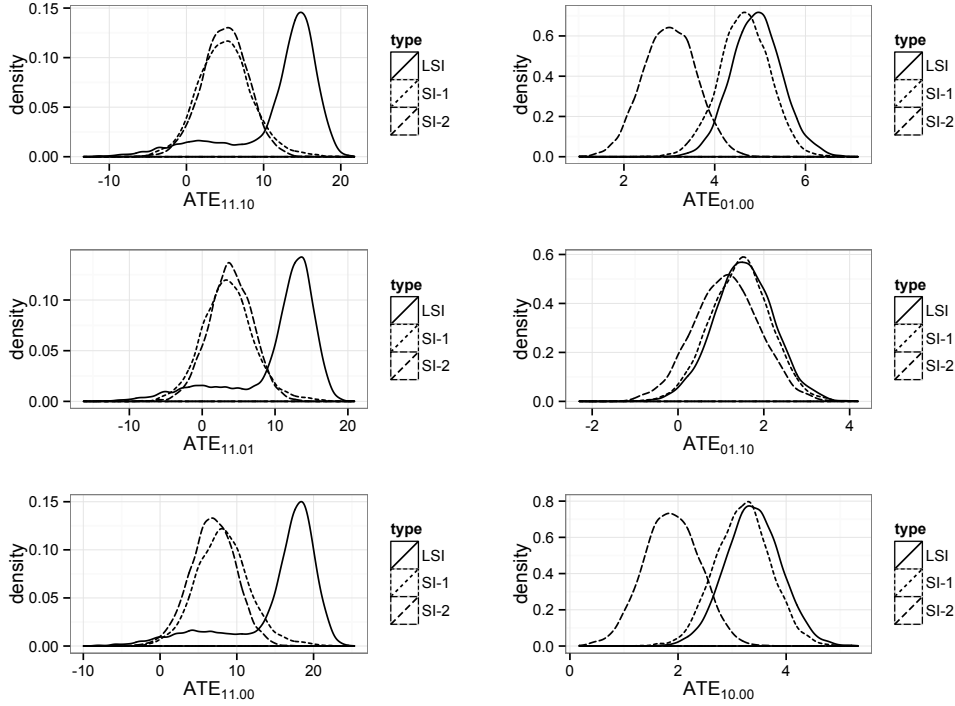 0.15
0.10
0.05
0.00
density
-10 0 10 20
ATE11.10
type
LSI
SI-1
SI-2
0.6
0.4
0.2
0.0
density
2 4 6
ATE01.00
type
LSI
SI-1
SI-2
0.10
0.05
0.00
density
-10 0 10 20
ATE11.01
type
LSI
SI-1
SI-2
0.6
0.4
0.2
0.0
density
-2 0 2 4
ATE01.10
type
LSI
SI-1
SI-2
0.15
0.10
0.05
0.00
density
-10 0 10 20
ATE11.00
type
LSI
SI-1
SI-2
0.8
0.6
0.4
0.2
0.0
density
0 2 4
ATE10.00
type
LSI
SI-1
SI-2